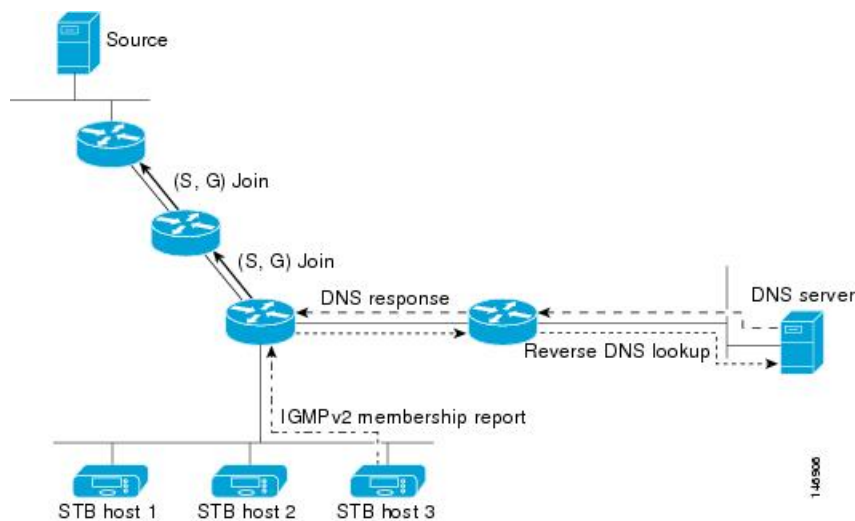 Source
(S, G) Join
(S, G) Join
DNS response
DNS server
Reverse DNS lookup
IGMPv2 membership report
STB host 1
STB host 2
STB host 3
146906